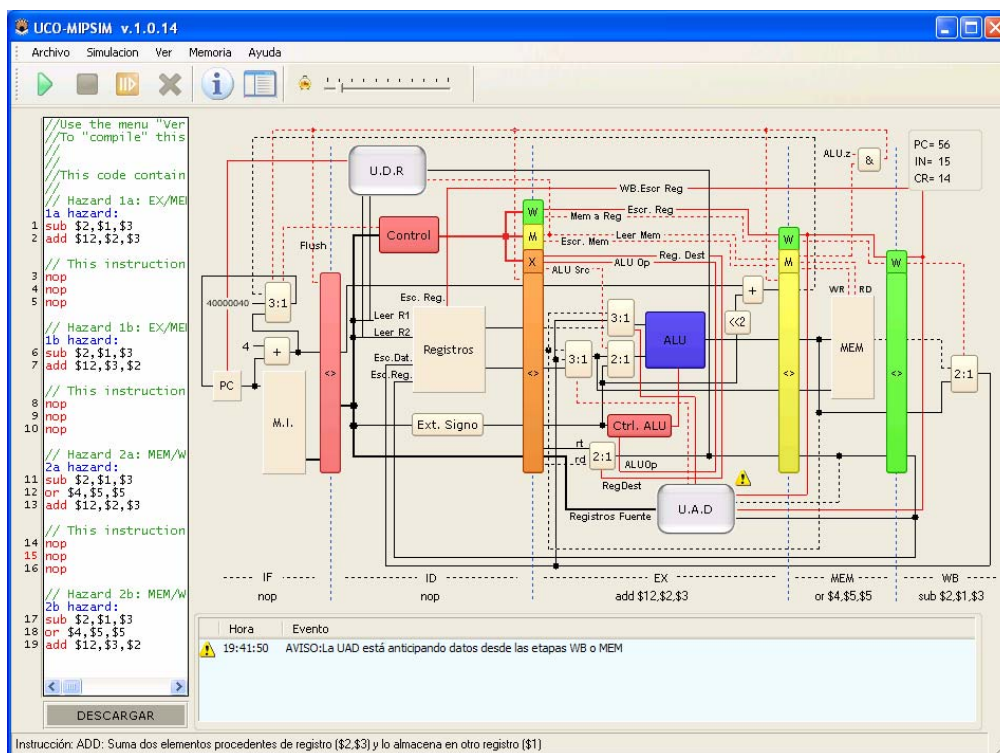 UCO-MIPSIM v.1.0.14
Archivo Simulacion Ver Memoria Ayuda
//Use the menu "Ver
//To "compile" this
//
//
//This code contain
//
// Hazard 1a: EX/ME
1a hazard:
1 sub $2,$1,$3
2 add $12,$2,$3
// This instruction
3 nop
4 nop
5 nop
// Hazard 1b: EX/ME
1b hazard:
6 sub $2,$1,$3
7 add $12,$3,$2
// This instruction
8 nop
9 nop
10 nop
// Hazard 2a: MEM/W
2a hazard:
11 sub $2,$1,$3
12 or $4,$5,$5
13 add $12,$2,$3
// This instruction
14 nop
15 nop
16 nop
// Hazard 2b: MEM/W
2b hazard:
17 sub $2,$1,$3
18 or $4,$5,$5
19 add $12,$3,$2
DESCARGAR
U.D.R
ALU.z
&
PC= 56
IN= 15
CR= 14
WB.Escr Reg
Escr. Reg
Mem a Reg
Leer Mem
Escr. Mem
Reg. Dest
ALU Op
ALU Src
Control
Flush
W
M
X
W
M
W
40000040
3:1
Esc. Reg.
Leer R1
Leer R2
Esc.Dat.
Esc.Reg.
Registros
4
+
PC
M.I.
<>
Ext. Signo
<>
3:1
3:1
2:1
ALU
+
<<2
<>
WR RD
MEM
<>
2:1
Ctrl. ALU
rt
rd
2:1
ALUOp
RegDest
Registros Fuente
U.A.D
IF ID EX MEM WB
nop nop add $12,$2,$3 or $4,$5,$5 sub $2,$1,$3
Hora Evento
19:41:50 AVISO:La UAD está anticipando datos desde las etapas WB o MEM
Instrucción: ADD: Suma dos elementos procedentes de registro ($2,$3) y lo almacena en otro registro ($1)